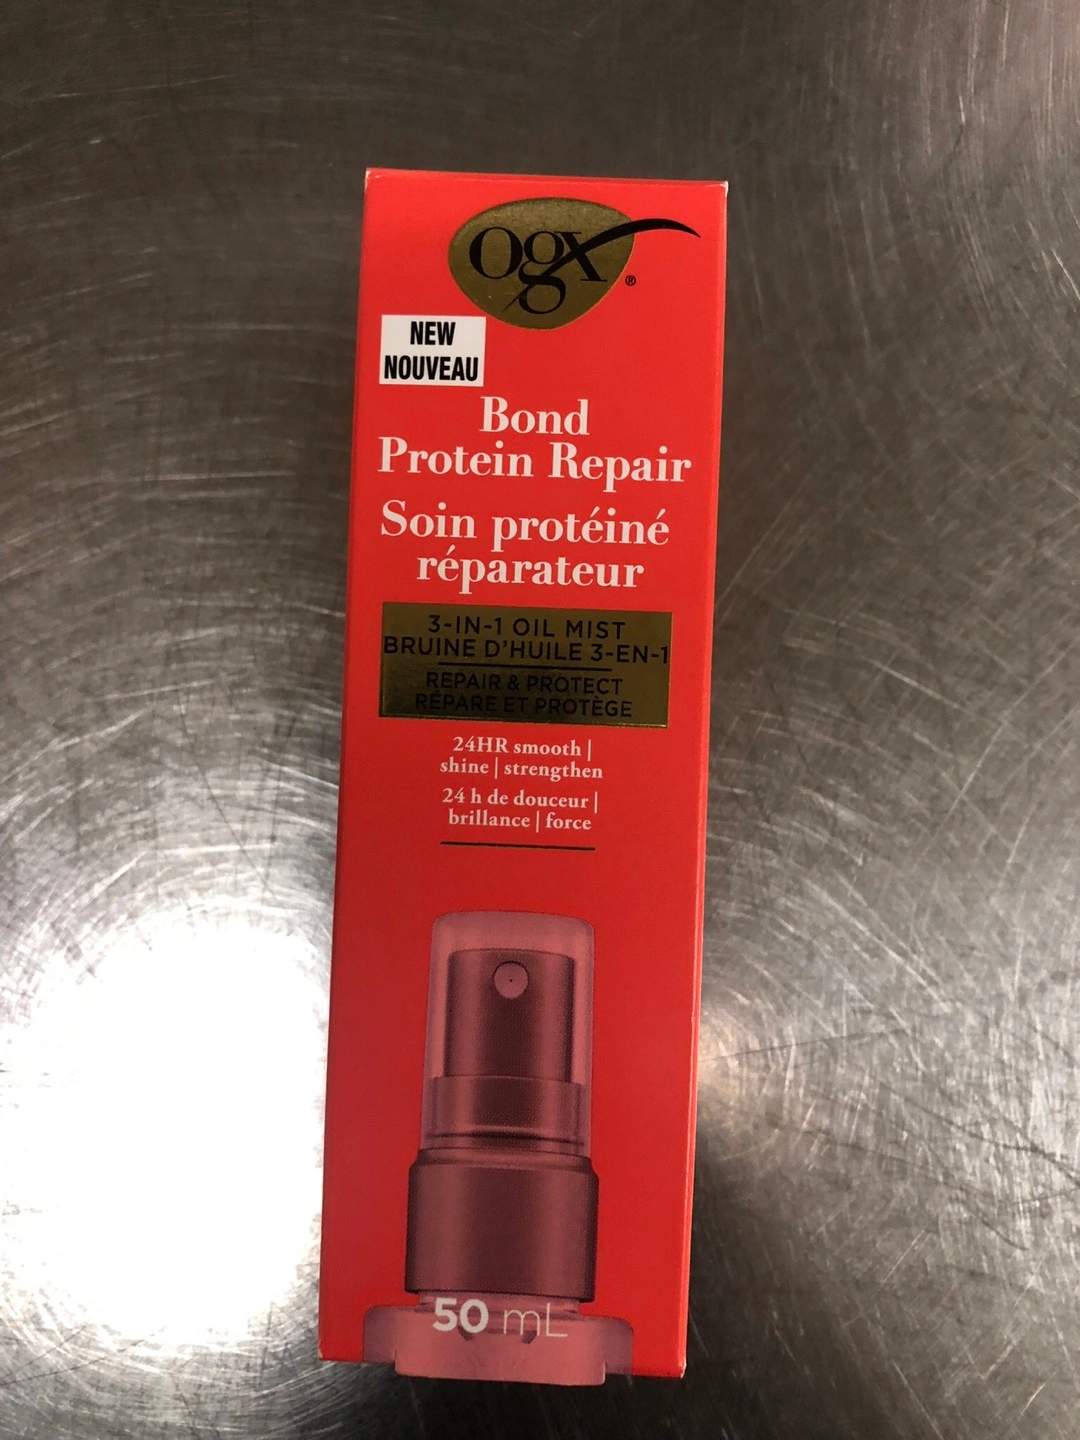 ogx®
NEW
NOUVEAU
Bond
Protein Repair
Soin protéiné
réparateur
3-IN-1 OIL MIST
BRUINE D'HUILE 3-EN-1
REPAIR & PROTECT
RÉPARE ET PROTÈGE
24HR smooth |
shine | strengthen
24 h de douceur |
brillance | force
50 mL